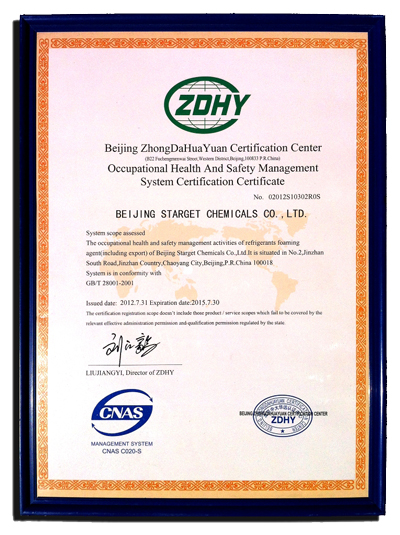 ZDHY
Beijing ZhongDaHuaYuan Certification Center
(B22 Fuchengmenwai Street,Western District,Beijing,100833 P.R.China)
Occupational Health And Safety Management
System Certification Certificate
No. 02012S10302R0S
BEIJING STARGET CHEMICALS CO.,LTD.
System scope assessed
The occupational health and safety management activities of refrigerants foaming
agent(including export) of Beijing Starget Chemicals Co.,Ltd.It is situated in No.2,Jinzhan
South Road,Jinzhan Country,Chaoyang City,Beijing,P.R.China 100018
System is in conformity with
GB/T 28001-2001
Issued date: 2012.7.31 Expiration date:2015.7.30
The certification registration scope doesn't include those product / service scopes which fail to be covered by the
relevant effective administration permission and qualification permission regulated by the state.
LIUJIANGYI, Director of ZDHY
CNAS
MANAGEMENT SYSTEM
CNAS C020-S
ZDHY